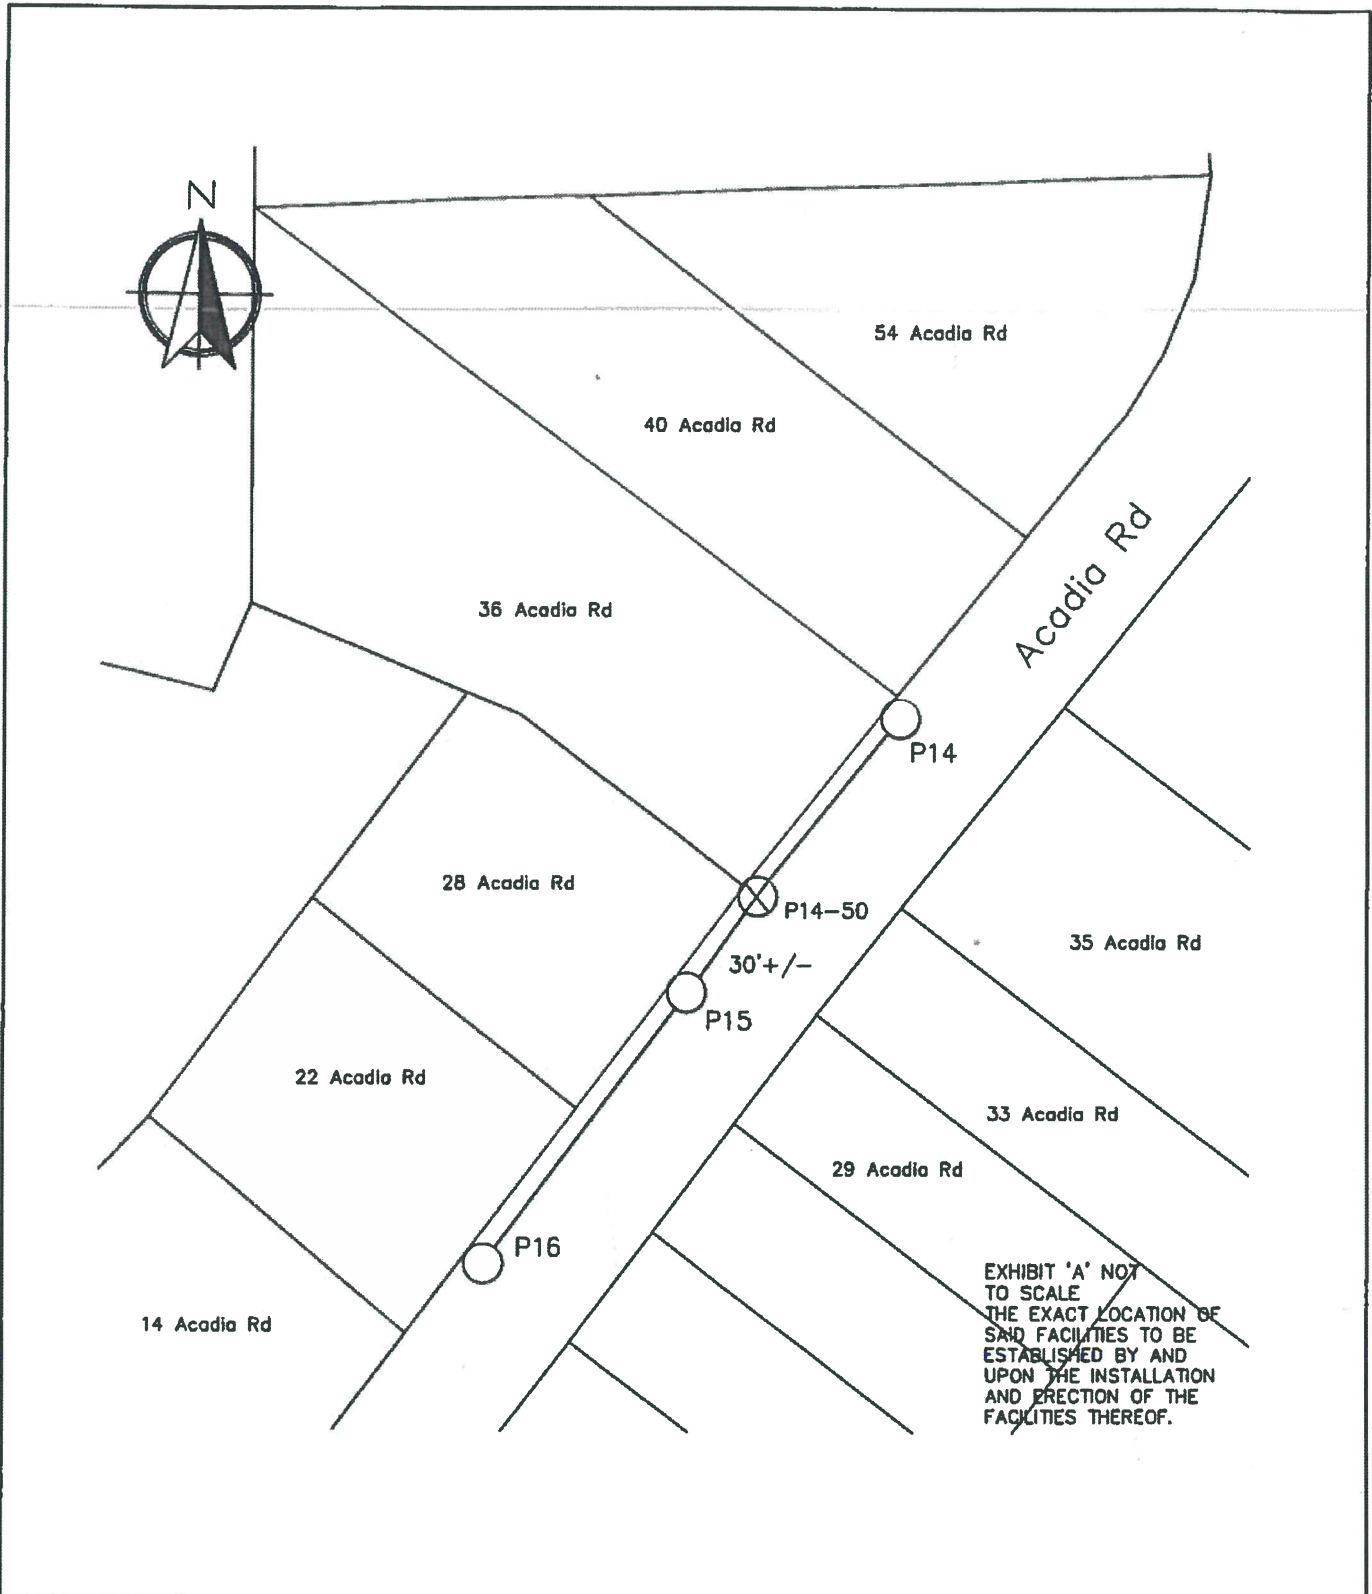 N
54 Acadia Rd
40 Acadia Rd
Acadia Rd
36 Acadia Rd
P14
28 Acadia Rd
P14-50
35 Acadia Rd
30'+/-
P15
22 Acadia Rd
33 Acadia Rd
29 Acadia Rd
P16
14 Acadia Rd
EXHIBIT 'A' NOT
TO SCALE
THE EXACT LOCATION OF
SAID FACILITIES TO BE
ESTABLISHED BY AND
UPON THE INSTALLATION
AND ERECTION OF THE
FACILITIES THEREOF.